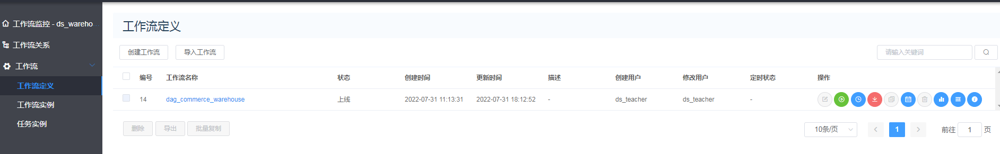 工作流监控 - ds_wareho...
工作流关系
工作流
工作流定义
工作流实例
任务实例
工作流定义
创建工作流 导入工作流 请输入关键词
编号 工作流名称 状态 创建时间 更新时间 描述 创建用户 修改用户 定时状态 操作
14 dag_commerce_warehouse 上线 2022-07-31 11:13:31 2022-07-31 18:12:52 - ds_teacher ds_teacher -
删除 导出 批量复制 10条/页 1 前往 1 页